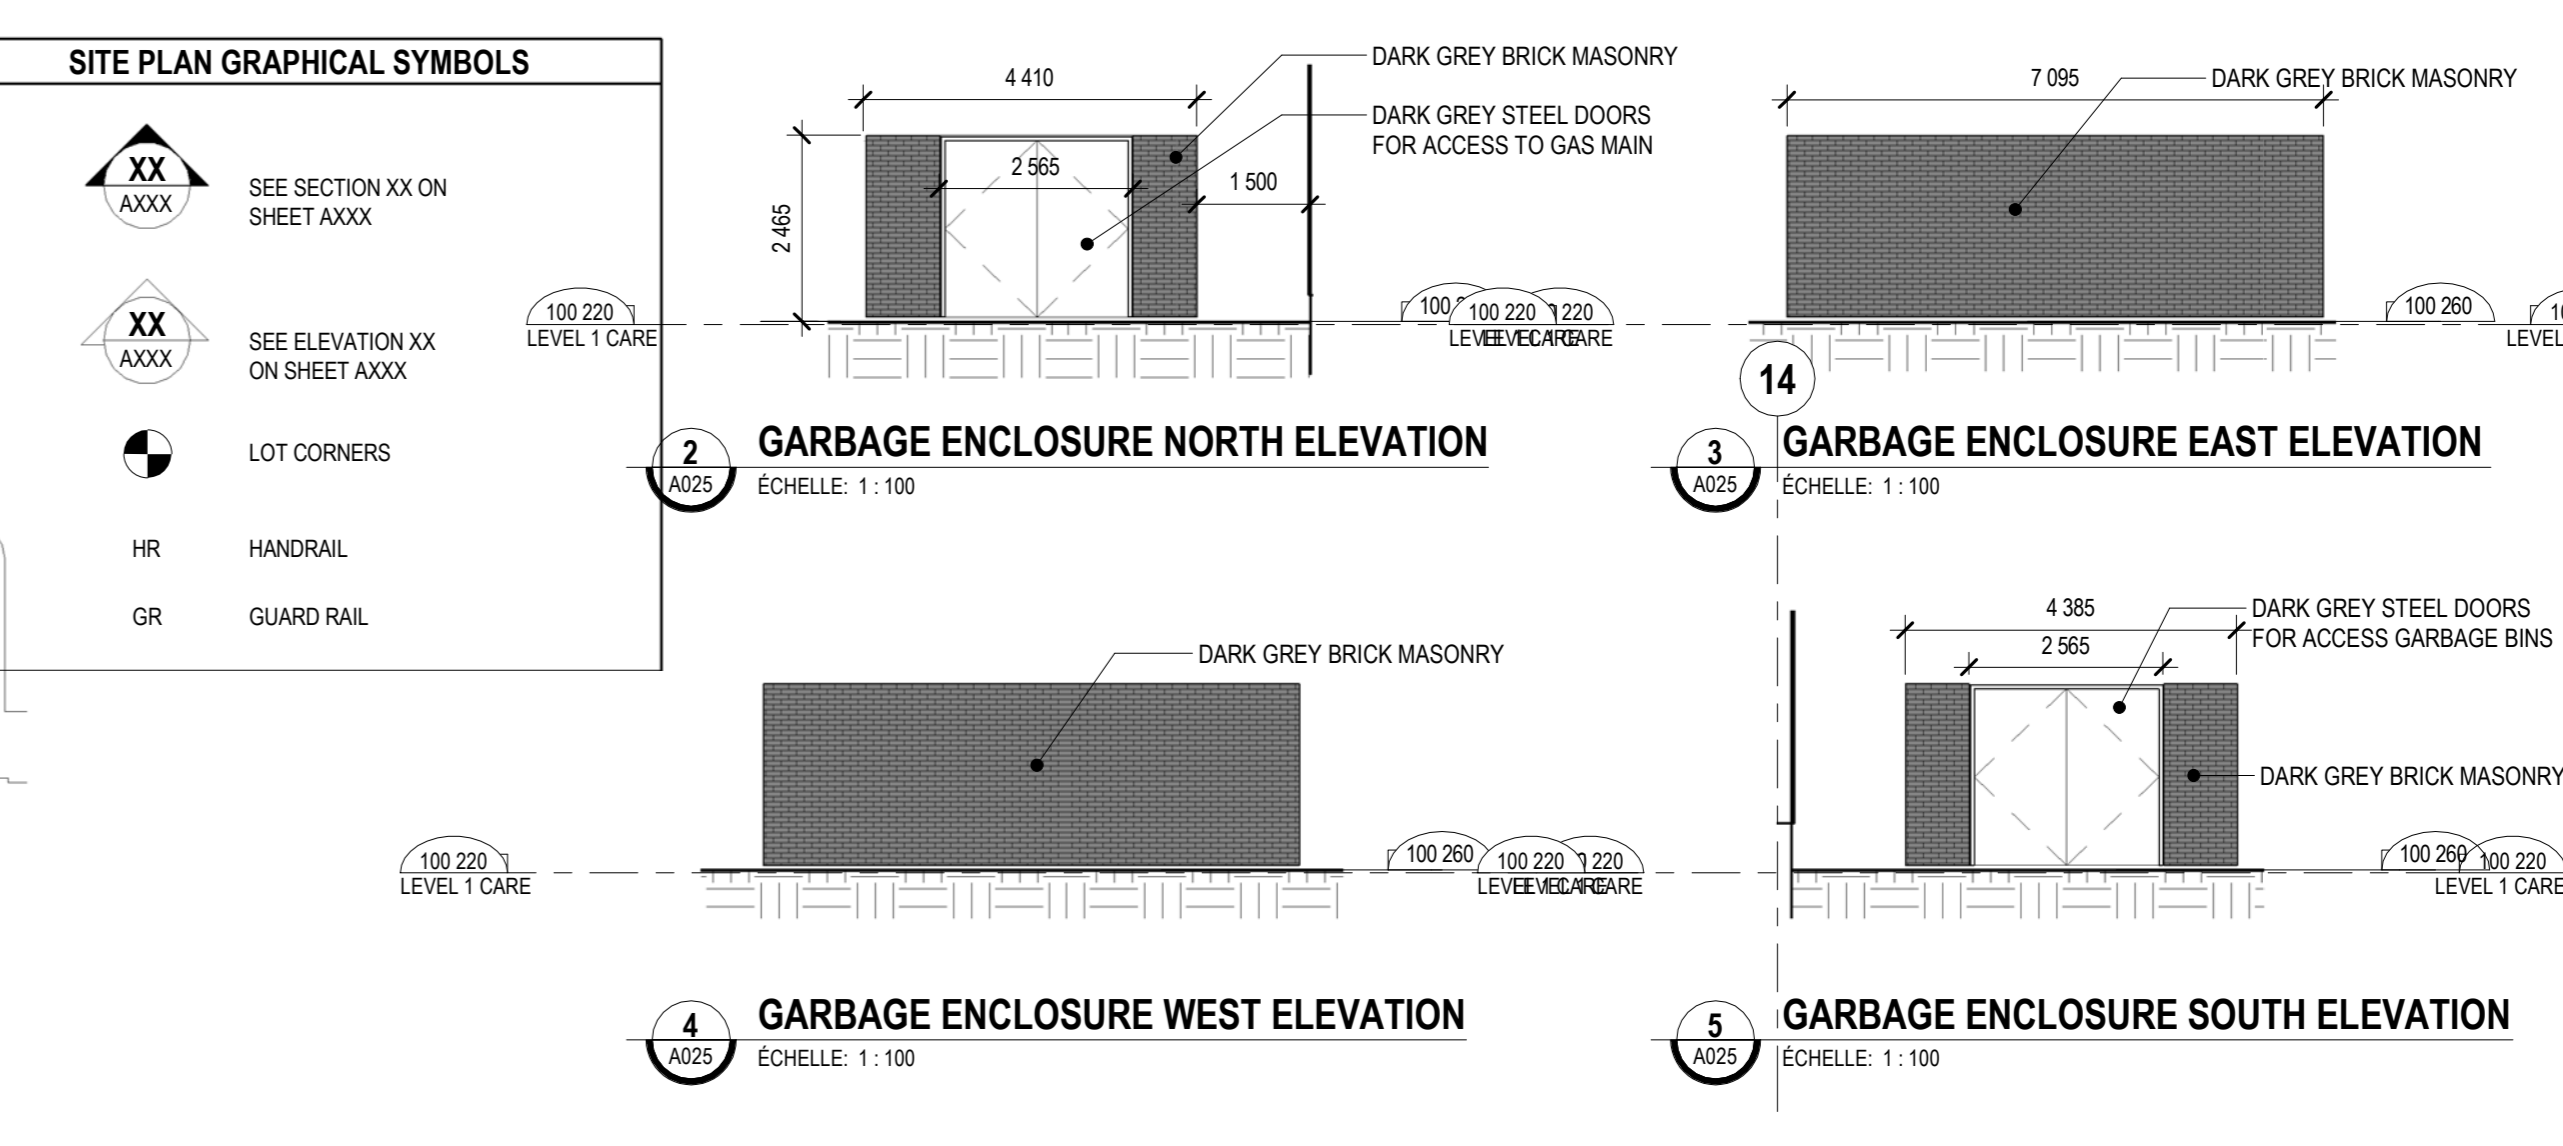 SITE PLAN GRAPHICAL SYMBOLS
XX
AXXX
SEE SECTION XX ON
SHEET AXXX
XX
AXXX
SEE ELEVATION XX
ON SHEET AXXX
LOT CORNERS
HR
HANDRAIL
GR
GUARD RAIL
4 410
2 565
2 465
1 500
DARK GREY BRICK MASONRY
DARK GREY STEEL DOORS
FOR ACCESS TO GAS MAIN
100 220
LEVEL 1 CARE
100
100 220
220
2
A025
GARBAGE ENCLOSURE NORTH ELEVATION
ÉCHELLE: 1 : 100
7 095
DARK GREY BRICK MASONRY
100 260
LEVEL
14
3
A025
GARBAGE ENCLOSURE EAST ELEVATION
ÉCHELLE: 1 : 100
DARK GREY BRICK MASONRY
100 220
LEVEL 1 CARE
100 260
100 220
220
4
A025
GARBAGE ENCLOSURE WEST ELEVATION
ÉCHELLE: 1 : 100
4 385
2 565
DARK GREY STEEL DOORS
FOR ACCESS GARBAGE BINS
DARK GREY BRICK MASONRY
100 260
100 220
LEVEL 1 CARE
5
A025
GARBAGE ENCLOSURE SOUTH ELEVATION
ÉCHELLE: 1 : 100